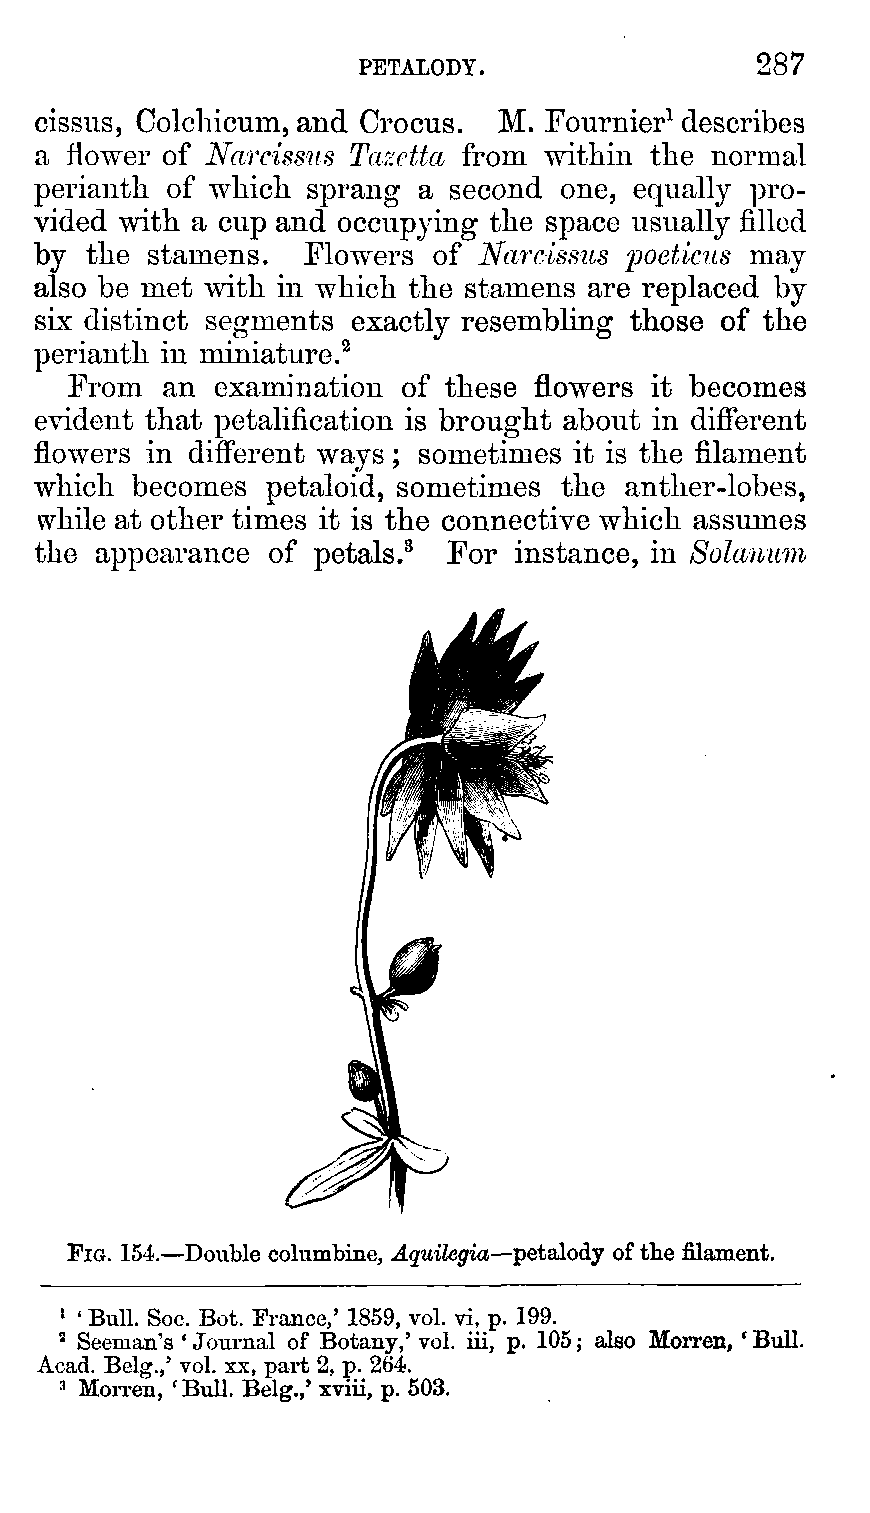 PETALODY. 287
cissus, Colchicum, and Crocus. M. Fournier¹ describes
a flower of Narcissus Tazetta from within the normal
perianth of which sprang a second one, equally pro-
vided with a cup and occupying the space usually filled
by the stamens. Flowers of Narcissus poeticus may
also be met with in which the stamens are replaced by
six distinct segments exactly resembling those of the
perianth in miniature.²
From an examination of these flowers it becomes
evident that petalification is brought about in different
flowers in different ways; sometimes it is the filament
which becomes petaloid, sometimes the anther-lobes,
while at other times it is the connective which assumes
the appearance of petals.³ For instance, in Solanum
FIG. 154.—Double columbine, Aquilegia—petalody of the filament.
¹ ‘Bull. Soc. Bot. France,’ 1859, vol. vi, p. 199.
² Seeman's ‘Journal of Botany,’ vol. iii, p. 105; also Morren, ‘Bull.
Acad. Belg.,’ vol. xx, part 2, p. 264.
³ Morren, ‘Bull. Belg.,’ xviii, p. 503.